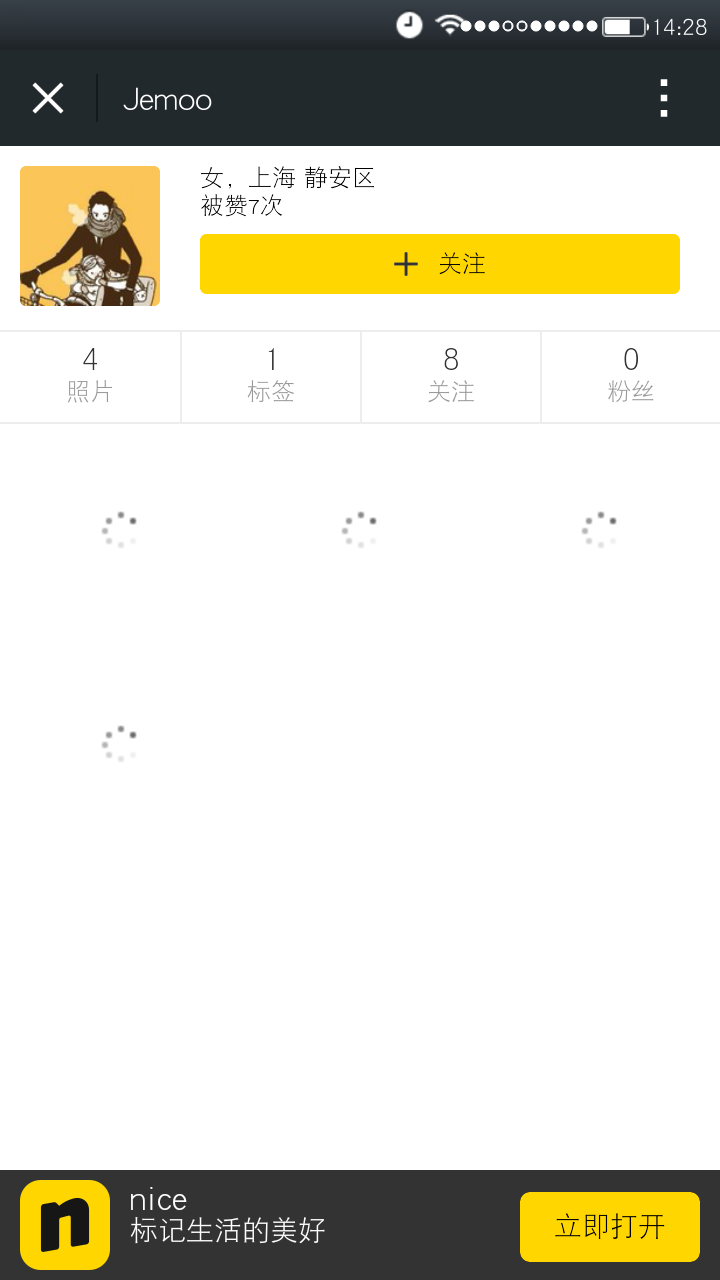 14:28
Jemoo
女，上海 静安区
被赞7次
+ 关注
4 1 8 0
照片 标签 关注 粉丝
n
nice
标记生活的美好
立即打开